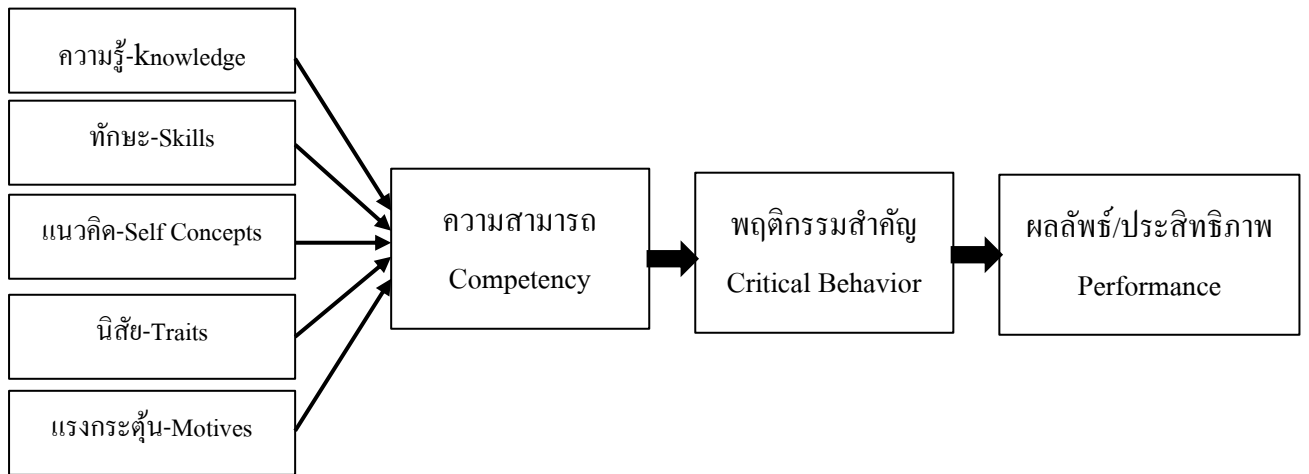 ความรู้-knowledge
ทักษะ-Skills
แนวคิด-Self Concepts
นิสัย-Traits
แรงกระตุ้น-Motives
ความสามารถ
Competency
พฤติกรรมสำคัญ
Critical Behavior
ผลลัพธ์/ประสิทธิภาพ
Performance